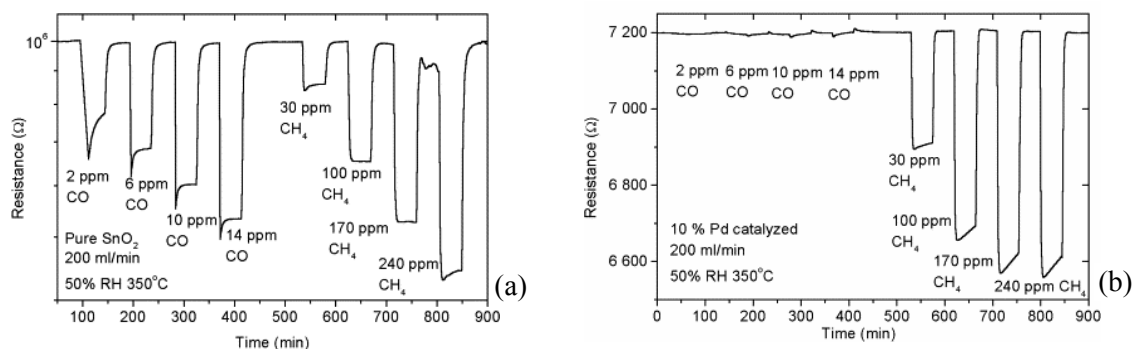 10⁶
Resistance (Ω)
2 ppm
CO
6 ppm
CO
10 ppm
CO
14 ppm
CO
30 ppm
CH₄
100 ppm
CH₄
170 ppm
CH₄
240 ppm
CH₄
Pure SnO₂
200 ml/min
50% RH 350°C
100 200 300 400 500 600 700 800 900
Time (min)
(a)
7 200
7 000
6 800
6 600
Resistance (Ω)
2 ppm 6 ppm 10 ppm 14 ppm
CO CO CO CO
30 ppm
CH₄
100 ppm
CH₄
170 ppm
CH₄
240 ppm CH₄
10 % Pd catalyzed
200 ml/min
50% RH 350°C
0 100 200 300 400 500 600 700 800 900
Time (min)
(b)